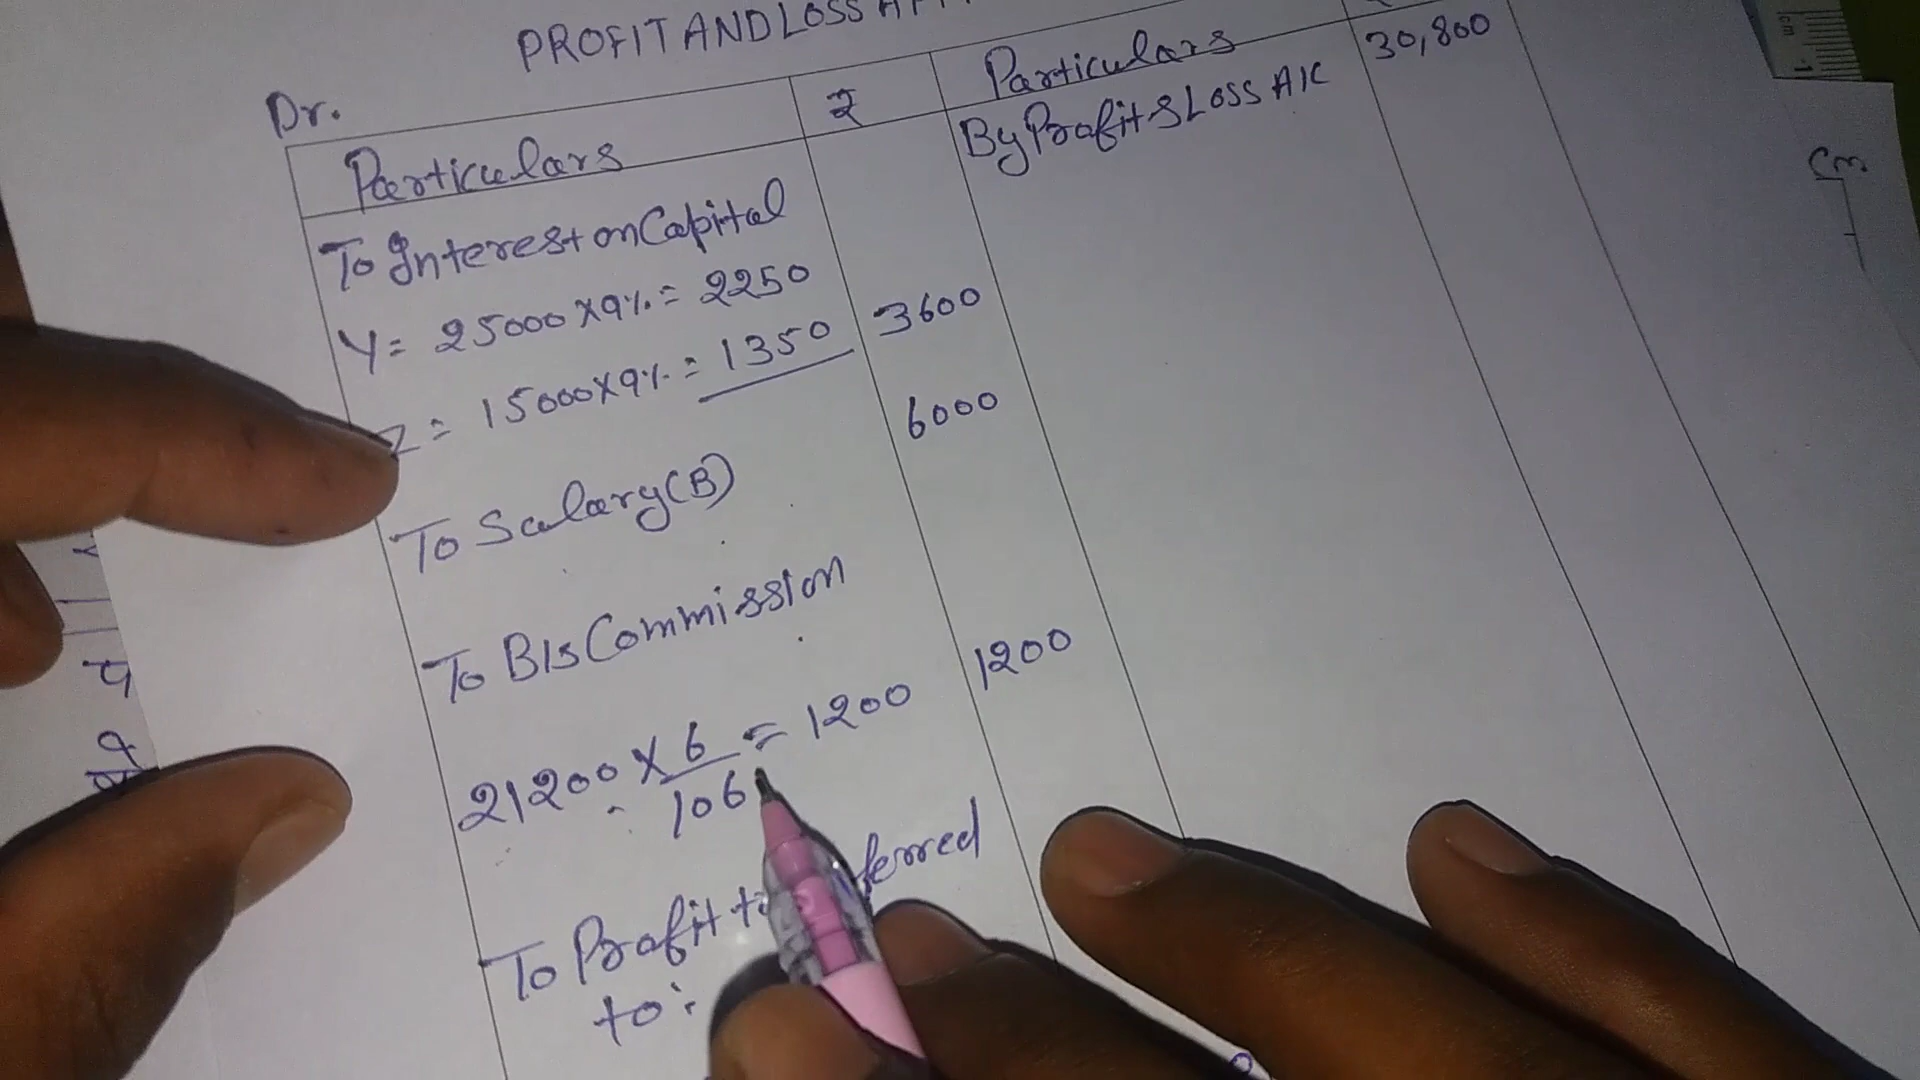 PROFIT AND LOSS
Dr.
Particulars ₹ Particulars
To Interest on Capital By Profit & Loss A/C 30,800
Y = 25000 x 9% = 2250
Z = 15000 x 9% = 1350 3600
To Salary (B) 6000
To B's Commission
21200 x 6/106 = 1200 1200
To Profit
to:
cm